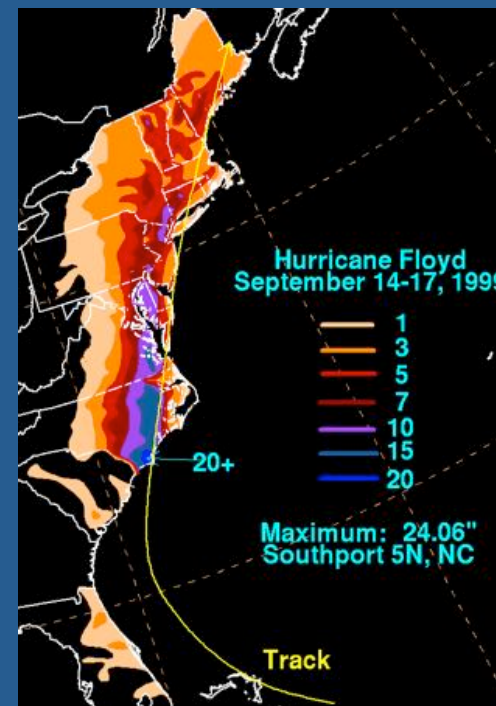 Hurricane Floyd
September 14-17, 1999
1
3
5
7
10
15
20
20+
Maximum: 24.06"
Southport 5N, NC
Track